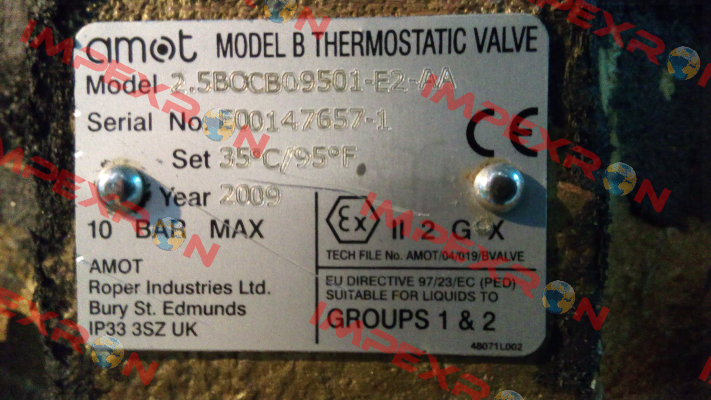 amot MODEL B THERMOSTATIC VALVE
Model 2.5BOCB09501-E2-AA
Serial No. E00147657-1
CE
Set 35°C/95°F
Year 2009
10 BAR MAX
Ex II 2 G X
TECH FILE No. AMOT/04/019/BVALVE
AMOT
Roper Industries Ltd.
Bury St. Edmunds
IP33 3SZ UK
EU DIRECTIVE 97/23/EC (PED)
SUITABLE FOR LIQUIDS TO
GROUPS 1 & 2
48071L002
IMPEXRON